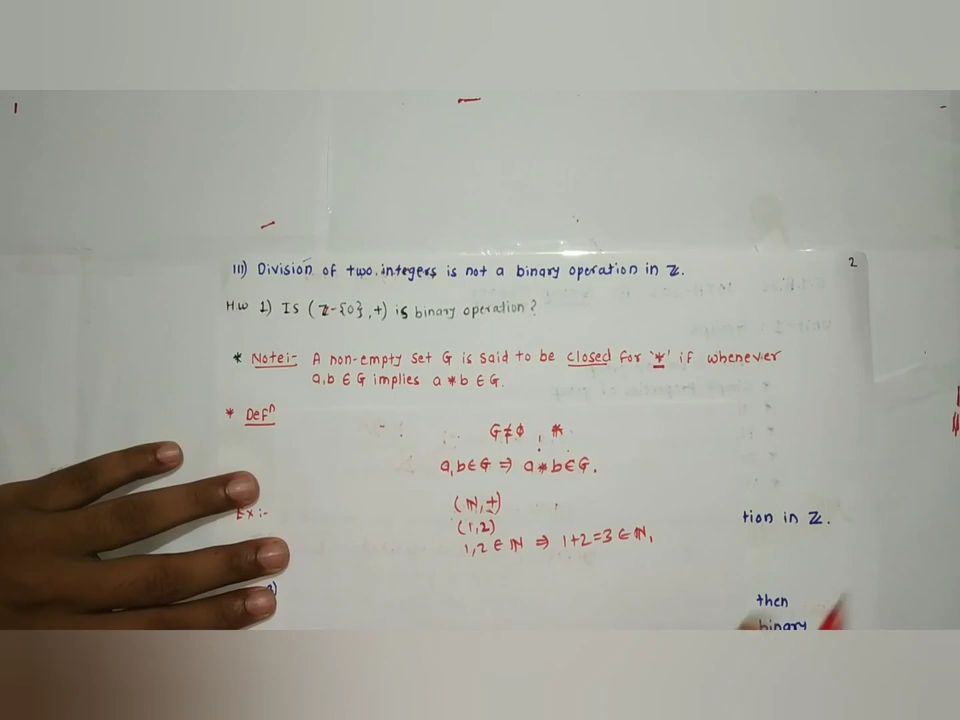 2
III) Division of two integers is not a binary operation in ℤ.
H.W 1) Is (ℤ-{0}, +) is binary operation?
* Note:- A non-empty set G is said to be closed for '*' if whenever
a,b ∈ G implies a * b ∈ G.
* Defⁿ
G ≠ ϕ , *
a,b ∈ G ⇒ a * b ∈ G.
(ℕ, +)
Ex:-
(1,2)
tion in ℤ.
1,2 ∈ ℕ ⇒ 1+2=3 ∈ ℕ,
then
binary